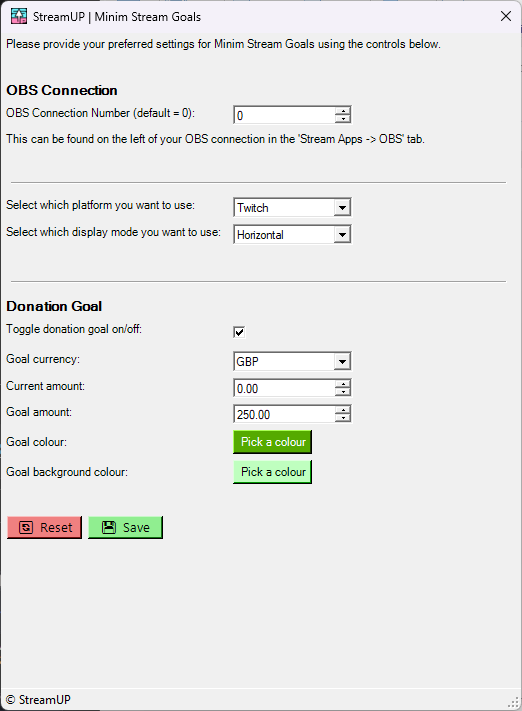 StreamUP | Minim Stream Goals
Please provide your preferred settings for Minim Stream Goals using the controls below.
OBS Connection
OBS Connection Number (default = 0): 0
This can be found on the left of your OBS connection in the 'Stream Apps -> OBS' tab.
Select which platform you want to use: Twitch
Select which display mode you want to use: Horizontal
Donation Goal
Toggle donation goal on/off:
Goal currency: GBP
Current amount: 0.00
Goal amount: 250.00
Goal colour: Pick a colour
Goal background colour: Pick a colour
Reset Save
© StreamUP